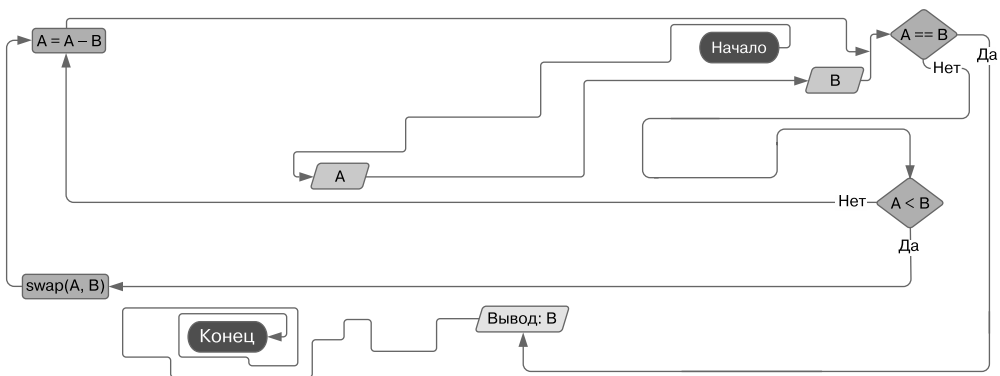 A = A – B
Начало
A == B
Да
Нет
B
A
Нет
A < B
Да
swap(A, B)
Вывод: B
Конец